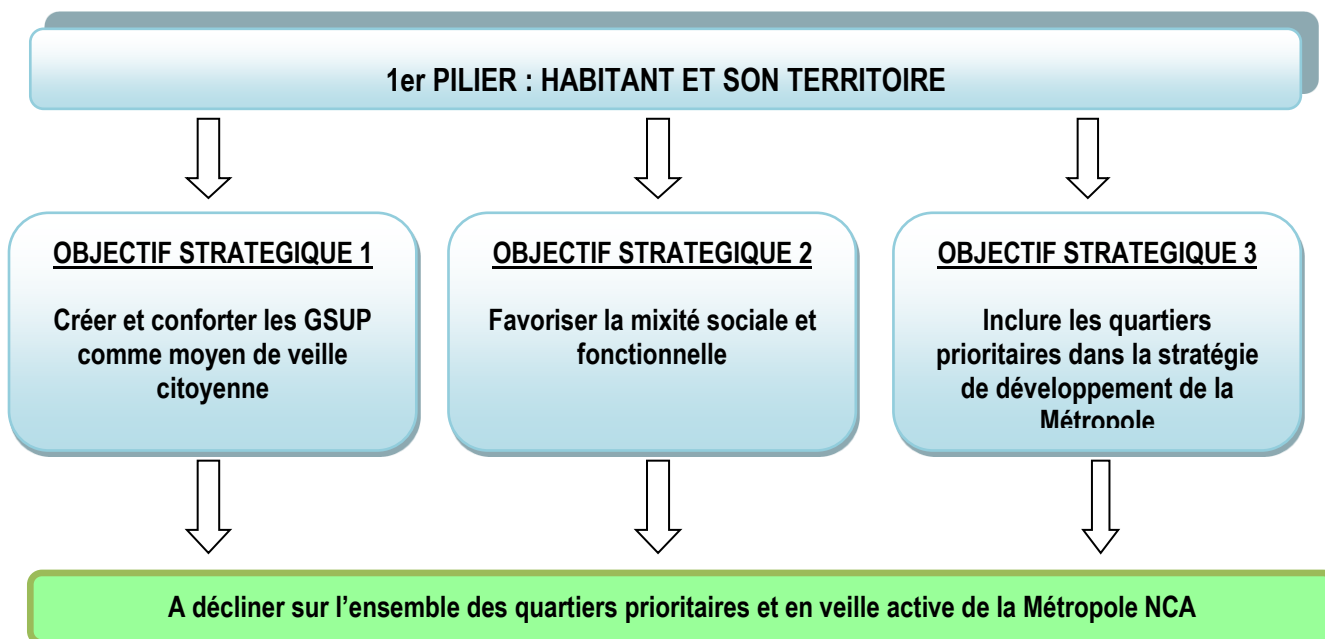 1er PILIER : HABITANT ET SON TERRITOIRE
OBJECTIF STRATEGIQUE 1
Créer et conforter les GSUP
comme moyen de veille
citoyenne
OBJECTIF STRATEGIQUE 2
Favoriser la mixité sociale et
fonctionnelle
OBJECTIF STRATEGIQUE 3
Inclure les quartiers
prioritaires dans la stratégie
de développement de la
Métropole
A décliner sur l’ensemble des quartiers prioritaires et en veille active de la Métropole NCA